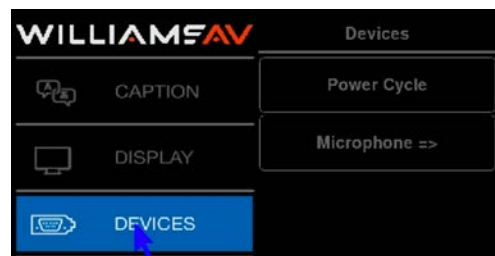 WILLIAMSAV
CAPTION
DISPLAY
DEVICES
Devices
Power Cycle
Microphone =>